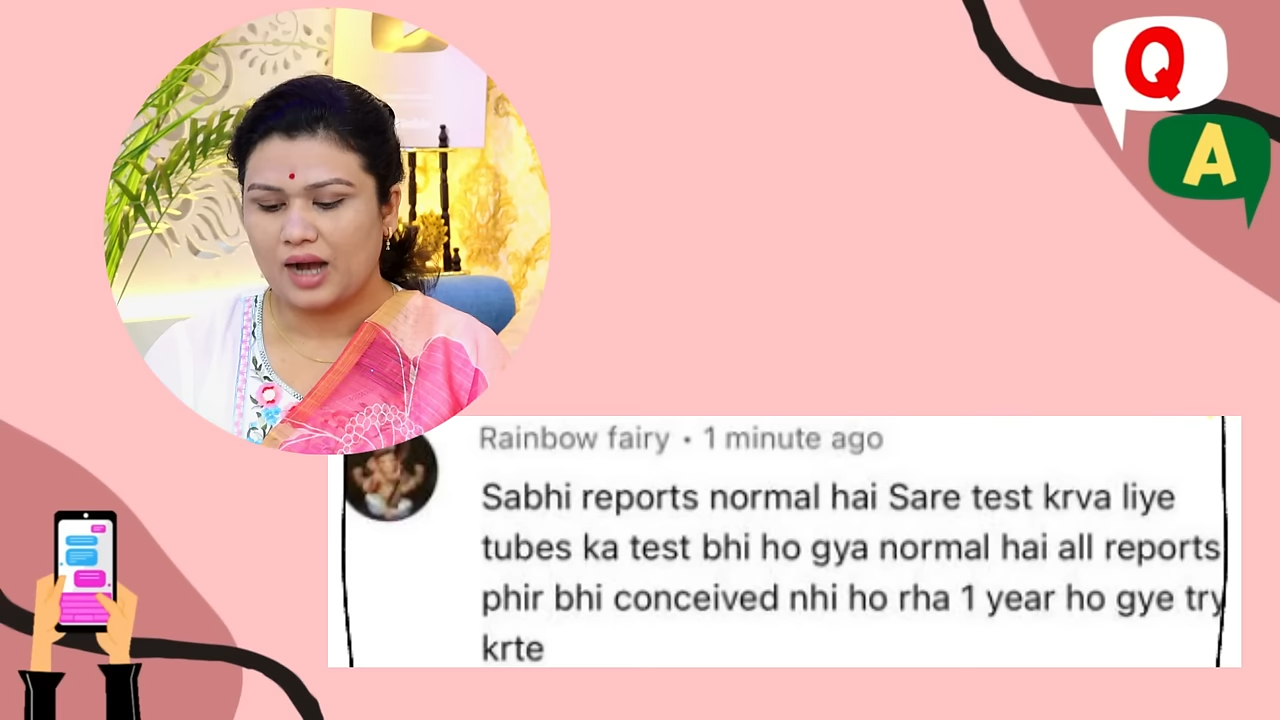 Q
A
Rainbow fairy • 1 minute ago
Sabhi reports normal hai Sare test krva liye
tubes ka test bhi ho gya normal hai all reports
phir bhi conceived nhi ho rha 1 year ho gye try
krte